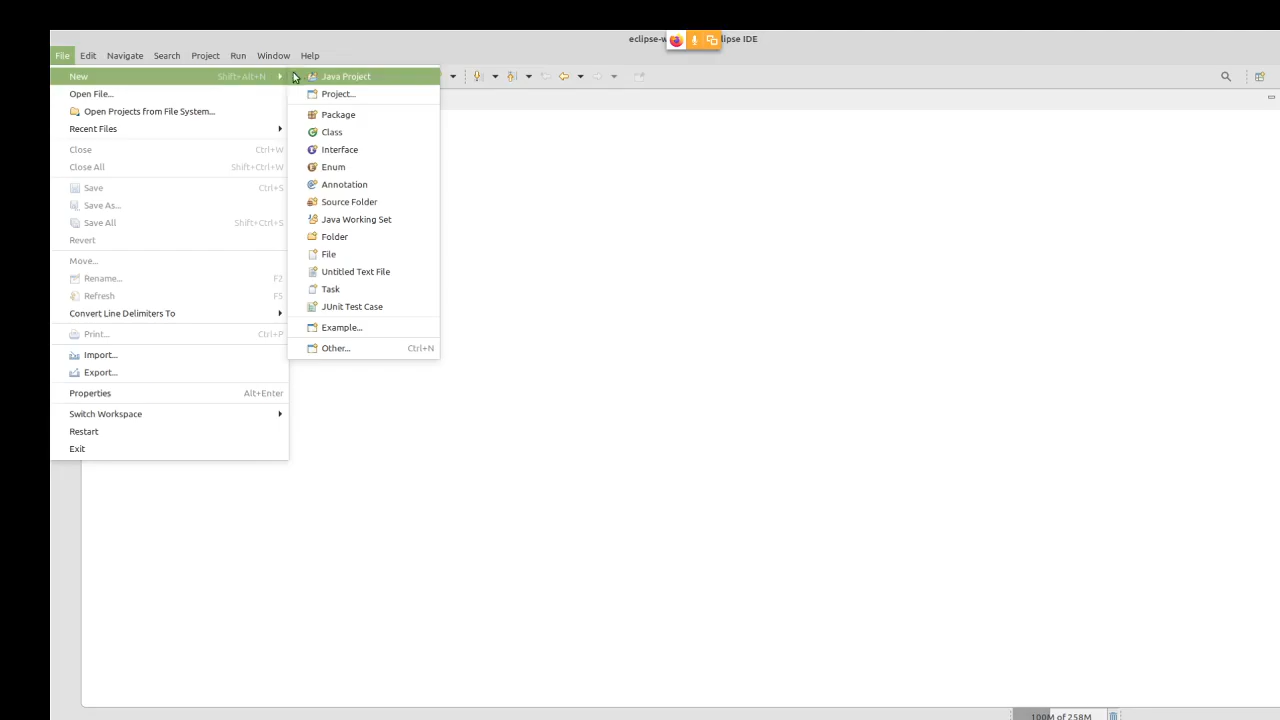 eclipse-w lipse IDE
File Edit Navigate Search Project Run Window Help
New Shift+Alt+N
Open File...
Open Projects from File System...
Recent Files
Close Ctrl+W
Close All Shift+Ctrl+W
Save Ctrl+S
Save As...
Save All Shift+Ctrl+S
Revert
Move...
Rename... F2
Refresh F5
Convert Line Delimiters To
Print... Ctrl+P
Import...
Export...
Properties Alt+Enter
Switch Workspace
Restart
Exit
Java Project
Project...
Package
Class
Interface
Enum
Annotation
Source Folder
Java Working Set
Folder
File
Untitled Text File
Task
JUnit Test Case
Example...
Other... Ctrl+N
100M of 258M